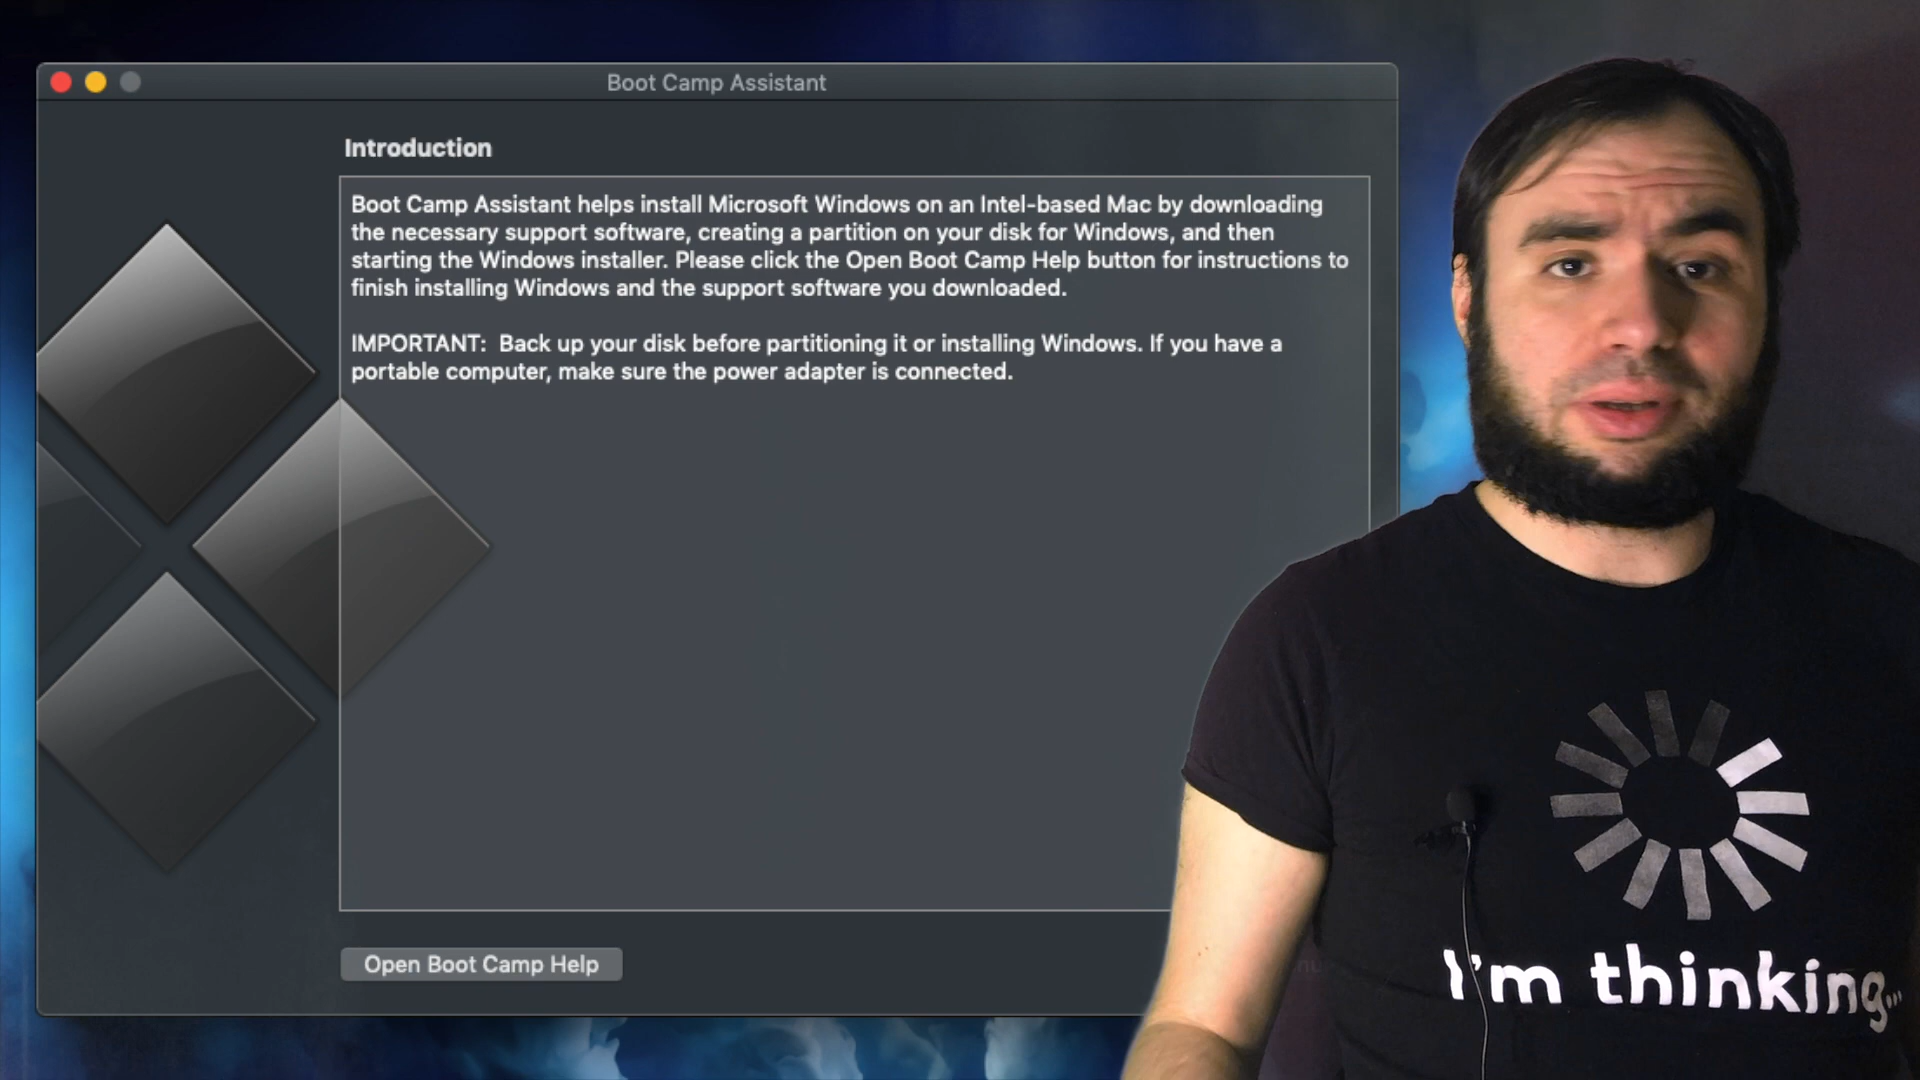 Boot Camp Assistant
Introduction
Boot Camp Assistant helps install Microsoft Windows on an Intel-based Mac by downloading
the necessary support software, creating a partition on your disk for Windows, and then
starting the Windows installer. Please click the Open Boot Camp Help button for instructions to
finish installing Windows and the support software you downloaded.
IMPORTANT:  Back up your disk before partitioning it or installing Windows. If you have a
portable computer, make sure the power adapter is connected.
Open Boot Camp Help
I'm thinking...